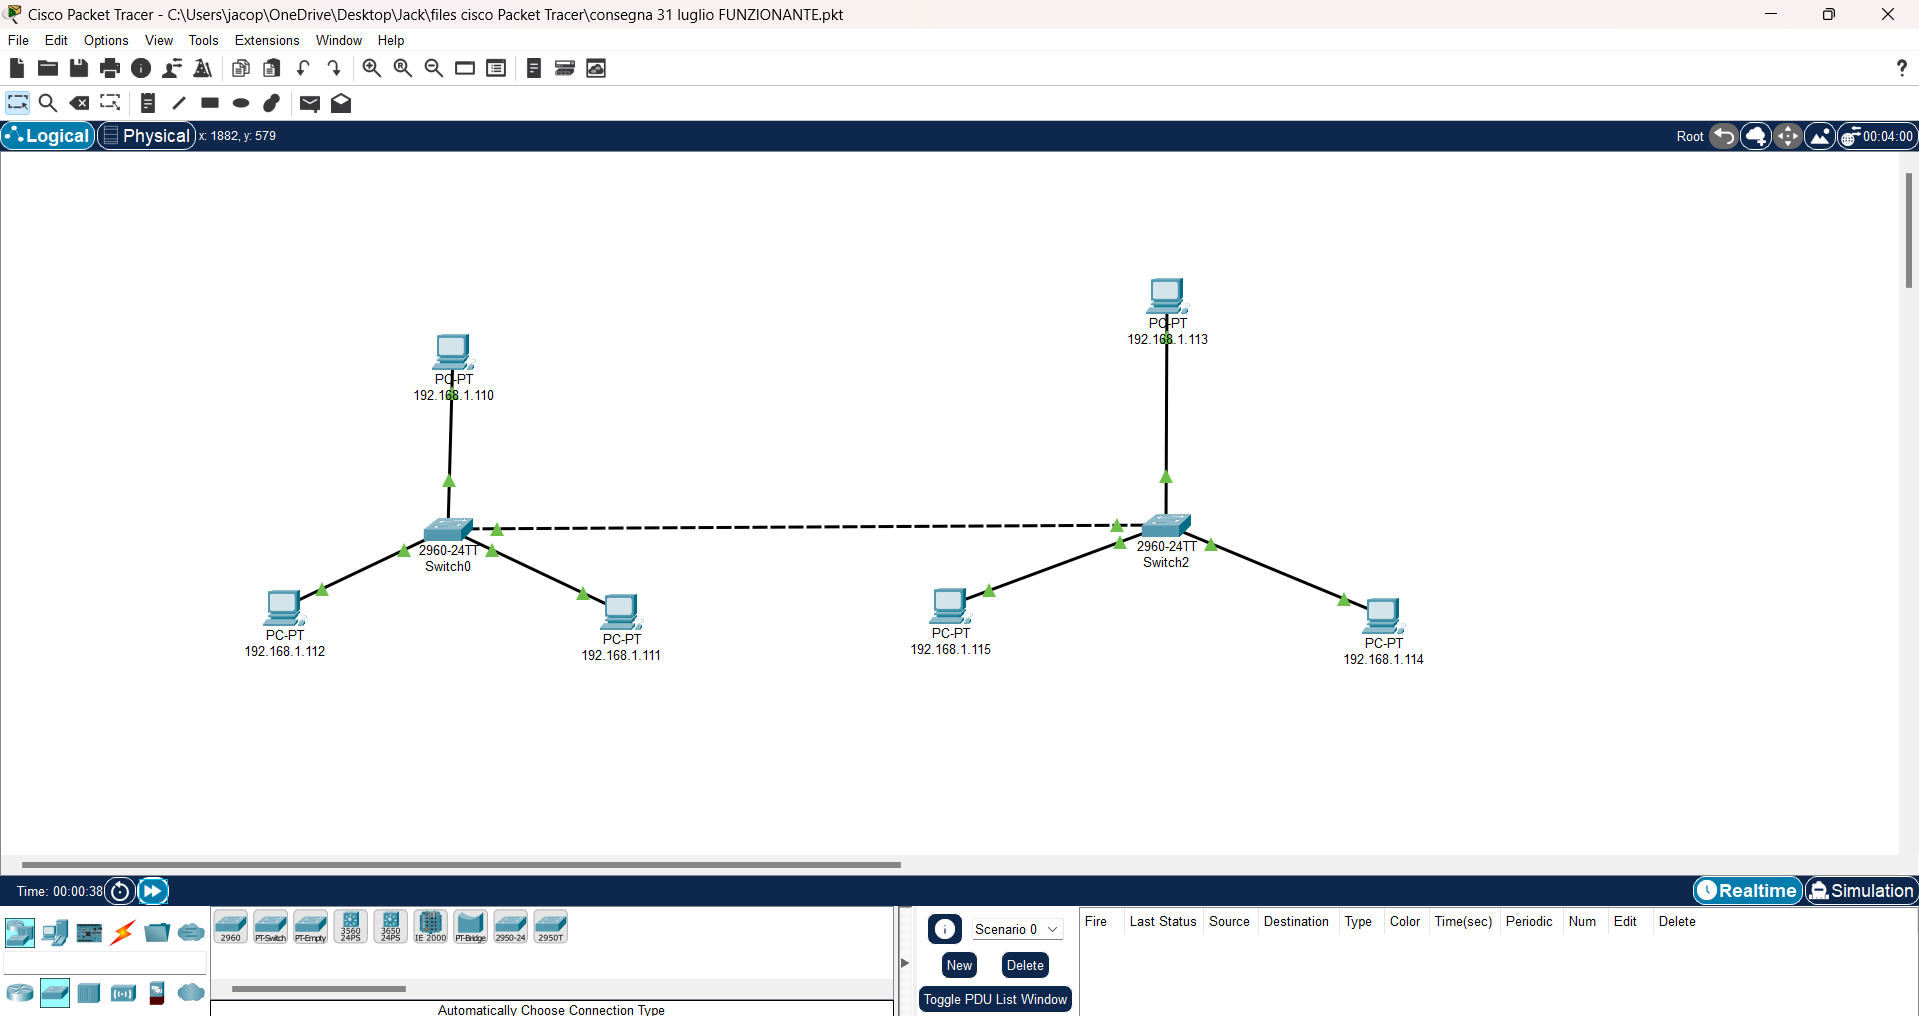 Cisco Packet Tracer - C:\Users\jacop\OneDrive\Desktop\Jack\files cisco Packet Tracer\consegna 31 luglio FUNZIONANTE.pkt
File Edit Options View Tools Extensions Window Help
?
Logical Physical x: 1882, y: 579 Root 00:04:00
PC-PT
192.168.1.113
PC-PT
192.168.1.110
2960-24TT
Switch0
2960-24TT
Switch2
PC-PT
192.168.1.112
PC-PT
192.168.1.111
PC-PT
192.168.1.115
PC-PT
192.168.1.114
Time: 00:00:38 Realtime Simulation
2960 PT-Switch PT-Empty 3560 24PS 3650 24PS IE 2000 PT-Bridge 2950-24 2950T
Scenario 0
New Delete
Toggle PDU List Window
Fire Last Status Source Destination Type Color Time(sec) Periodic Num Edit Delete
Automatically Choose Connection Type